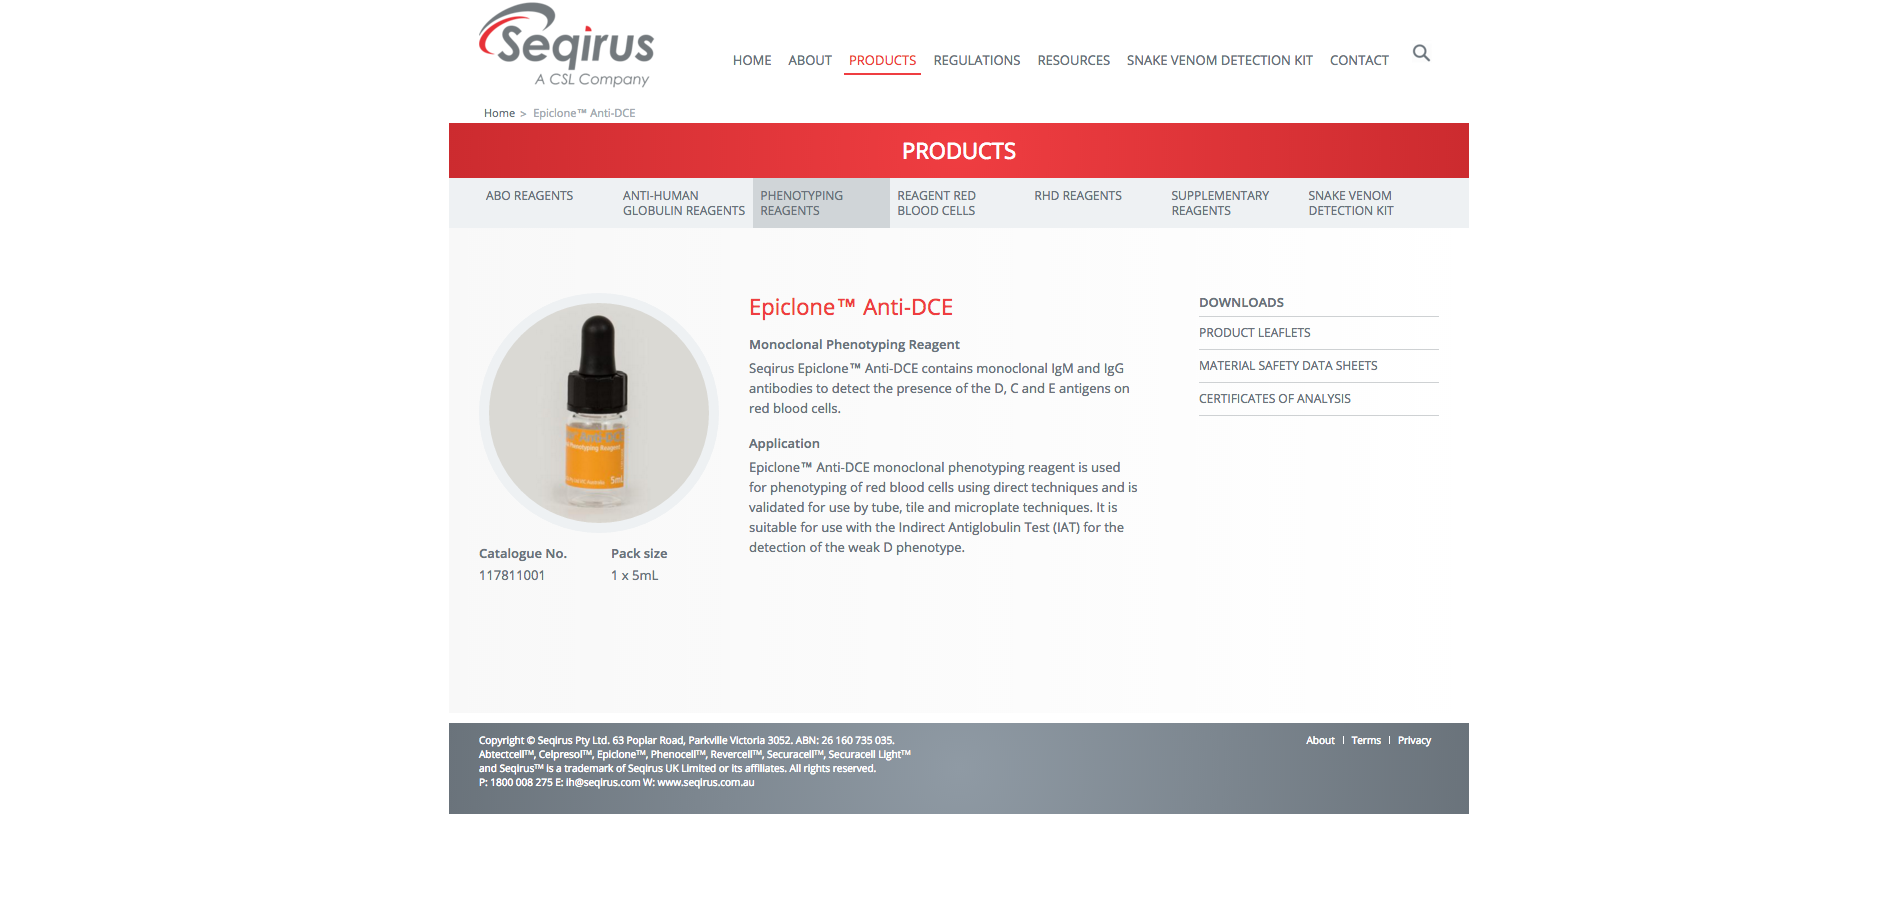 Seqirus
A CSL Company
HOME ABOUT PRODUCTS REGULATIONS RESOURCES SNAKE VENOM DETECTION KIT CONTACT
Home > Epiclone™ Anti-DCE
PRODUCTS
ABO REAGENTS
ANTI-HUMAN
GLOBULIN REAGENTS
PHENOTYPING
REAGENTS
REAGENT RED
BLOOD CELLS
RHD REAGENTS
SUPPLEMENTARY
REAGENTS
SNAKE VENOM
DETECTION KIT
Anti-DCE
Phenotyping Reagent
5mL
Catalogue No. Pack size
117811001 1 x 5mL
Epiclone™ Anti-DCE
Monoclonal Phenotyping Reagent
Seqirus Epiclone™ Anti-DCE contains monoclonal IgM and IgG
antibodies to detect the presence of the D, C and E antigens on
red blood cells.
Application
Epiclone™ Anti-DCE monoclonal phenotyping reagent is used
for phenotyping of red blood cells using direct techniques and is
validated for use by tube, tile and microplate techniques. It is
suitable for use with the Indirect Antiglobulin Test (IAT) for the
detection of the weak D phenotype.
DOWNLOADS
PRODUCT LEAFLETS
MATERIAL SAFETY DATA SHEETS
CERTIFICATES OF ANALYSIS
Copyright © Seqirus Pty Ltd. 63 Poplar Road, Parkville Victoria 3052. ABN: 26 160 735 035.
Abtectcell™, Celpresol™, Epiclone™, Phenocell™, Revercell™, Securacell™, Securacell Light™
and Seqirus™ is a trademark of Seqirus UK Limited or its affiliates. All rights reserved.
P: 1800 008 275 E: ih@seqirus.com W: www.seqirus.com.au
About | Terms | Privacy